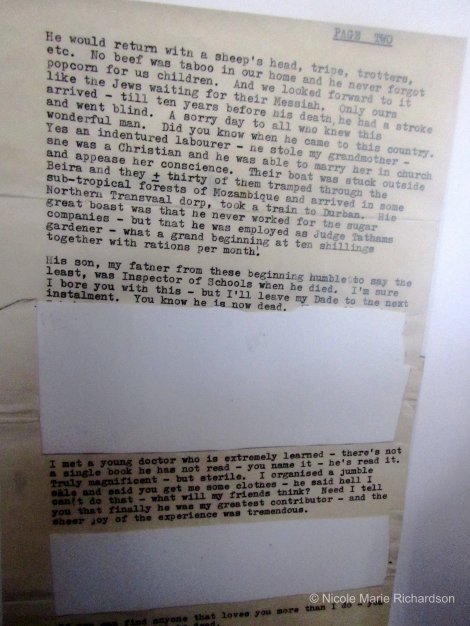 PAGE TWO
He would return with a sheep's head, tripe, trotters,
etc. No beef was taboo in our home and he never forgot
popcorn for us children. And we looked forward to it
like the Jews waiting for their Messiah. Only ours
arrived - till ten years before his death, he had a stroke
and went blind. A sorry day to all who knew this
wonderful man. Did you know when he came to this country.
Yes an indentured labourer - he stole my grandmother -
she was a Christian and he was able to marry her in church
and appease her conscience. Their boat was stuck outside
Beira and they ± thirty of them tramped through the
sub-tropical forests of Mozambique and arrived in some
Northern Transvaal dorp, took a train to Durban. His
great boast was that he never worked for the sugar
companies - but that he was employed as Judge Tathams
gardener - what a grand beginning at ten shillings
together with rations per month.
His son, my father from these beginning humble to say the
least, was Inspector of Schools when he died. I'm sure
I bore you with this - but I'll leave my Dade to the next
instalment. You know he is now dead.
I met a young doctor who is extremely learned - there's not
a single book he has not read - you name it - he's read it.
Truly magnificent - but sterile. I organised a jumble
sale and said you get me some clothes - he said hell I
can't do that - what will my friends think? Need I tell
you that finally he was my greatest contributor - and the
sheer joy of the experience was tremendous.
find anyone that loves you more than I do - you
dead.
© Nicole Marie Richardson